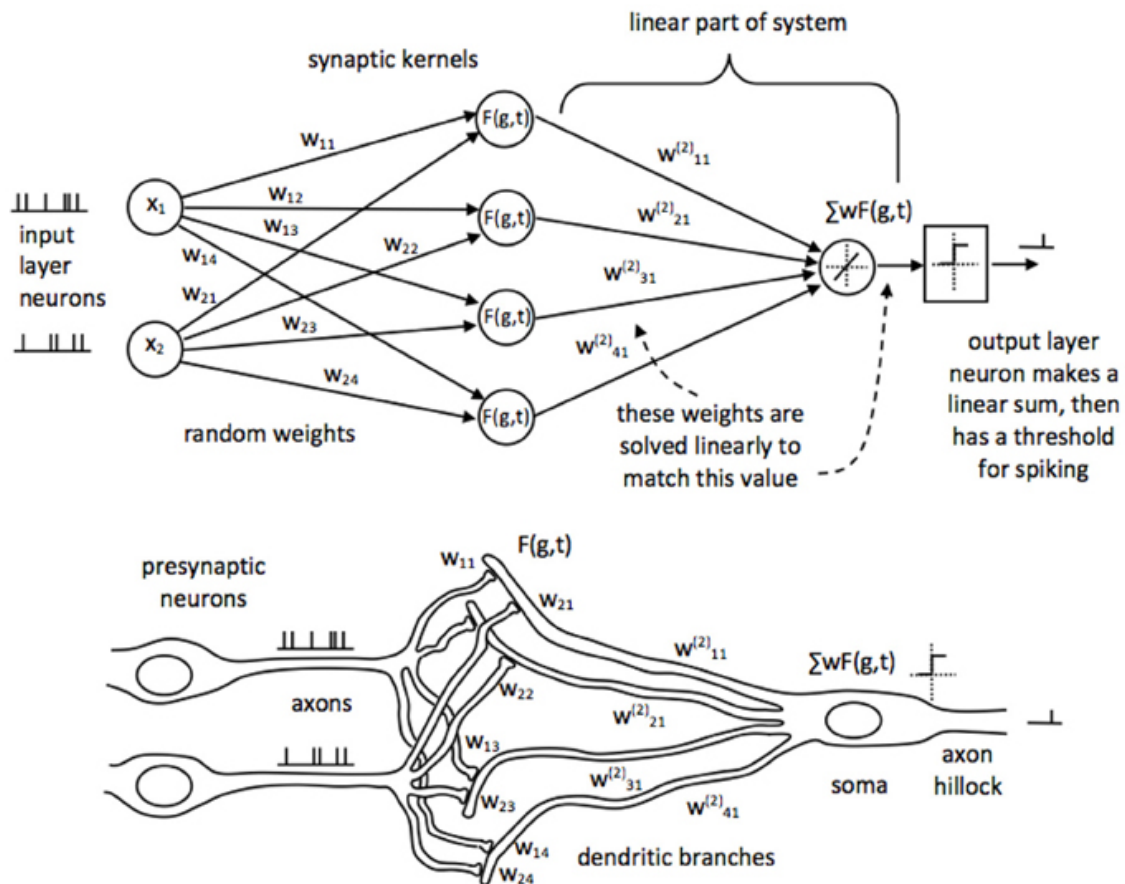 linear part of system
synaptic kernels
F(g,t)
w₁₁
W⁽²⁾₁₁
x₁
w₁₂
F(g,t)
W⁽²⁾₂₁
∑wF(g,t)
input
layer
neurons
w₁₃
w₁₄
w₂₂
W⁽²⁾₃₁
w₂₁
F(g,t)
x₂
w₂₃
W⁽²⁾₄₁
w₂₄
F(g,t)
random weights
these weights are
solved linearly to
match this value
output layer
neuron makes a
linear sum, then
has a threshold
for spiking
F(g,t)
presynaptic
neurons
w₁₁
w₂₁
W⁽²⁾₁₁
∑wF(g,t)
axons
w₂₂
W⁽²⁾₂₁
w₁₃
W⁽²⁾₃₁
w₂₃
W⁽²⁾₄₁
soma
axon
hillock
w₁₄
w₂₄
dendritic branches